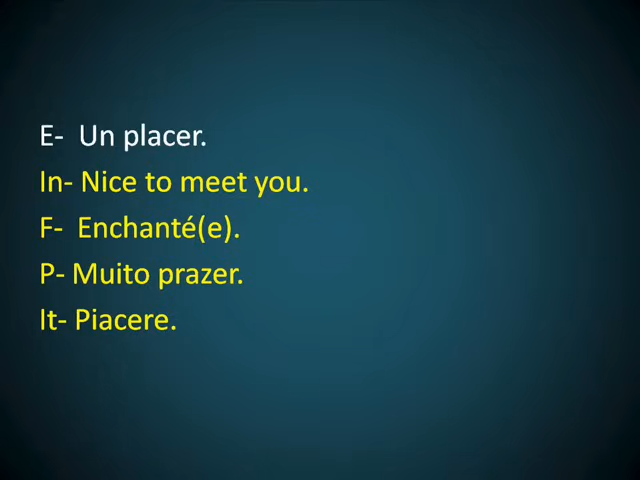 E- Un placer.
In- Nice to meet you.
F- Enchanté(e).
P- Muito prazer.
It- Piacere.